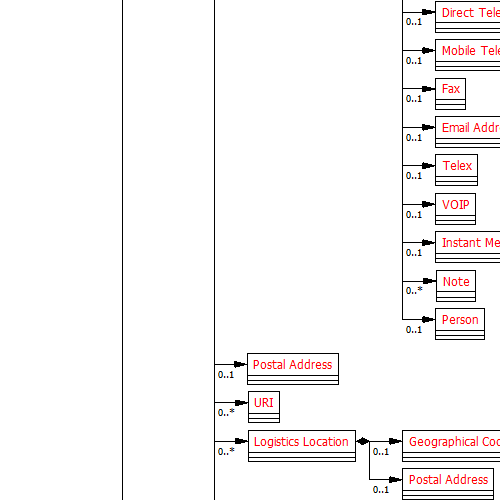 Direct Tele
0..1
Mobile Tele
0..1
Fax
0..1
Email Addr
0..1
Telex
0..1
VOIP
0..1
Instant Me
0..1
Note
0..*
Person
0..1
Postal Address
0..1
URI
0..*
Logistics Location
0..*
Geographical Coo
0..1
Postal Address
0..1